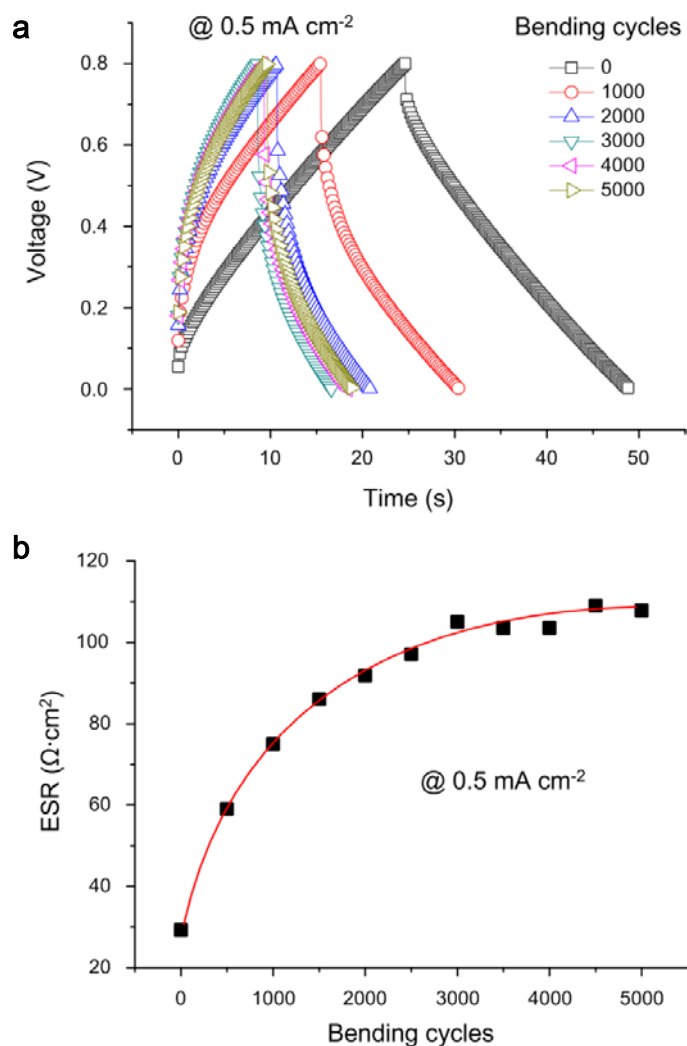 a
@ 0.5 mA cm-2
Bending cycles
0
1000
2000
3000
4000
5000
0.8
0.6
0.4
0.2
0.0
Voltage (V)
0 10 20 30 40 50
Time (s)
b
120
100
80
60
40
20
ESR (Ω·cm²)
@ 0.5 mA cm-2
0 1000 2000 3000 4000 5000
Bending cycles